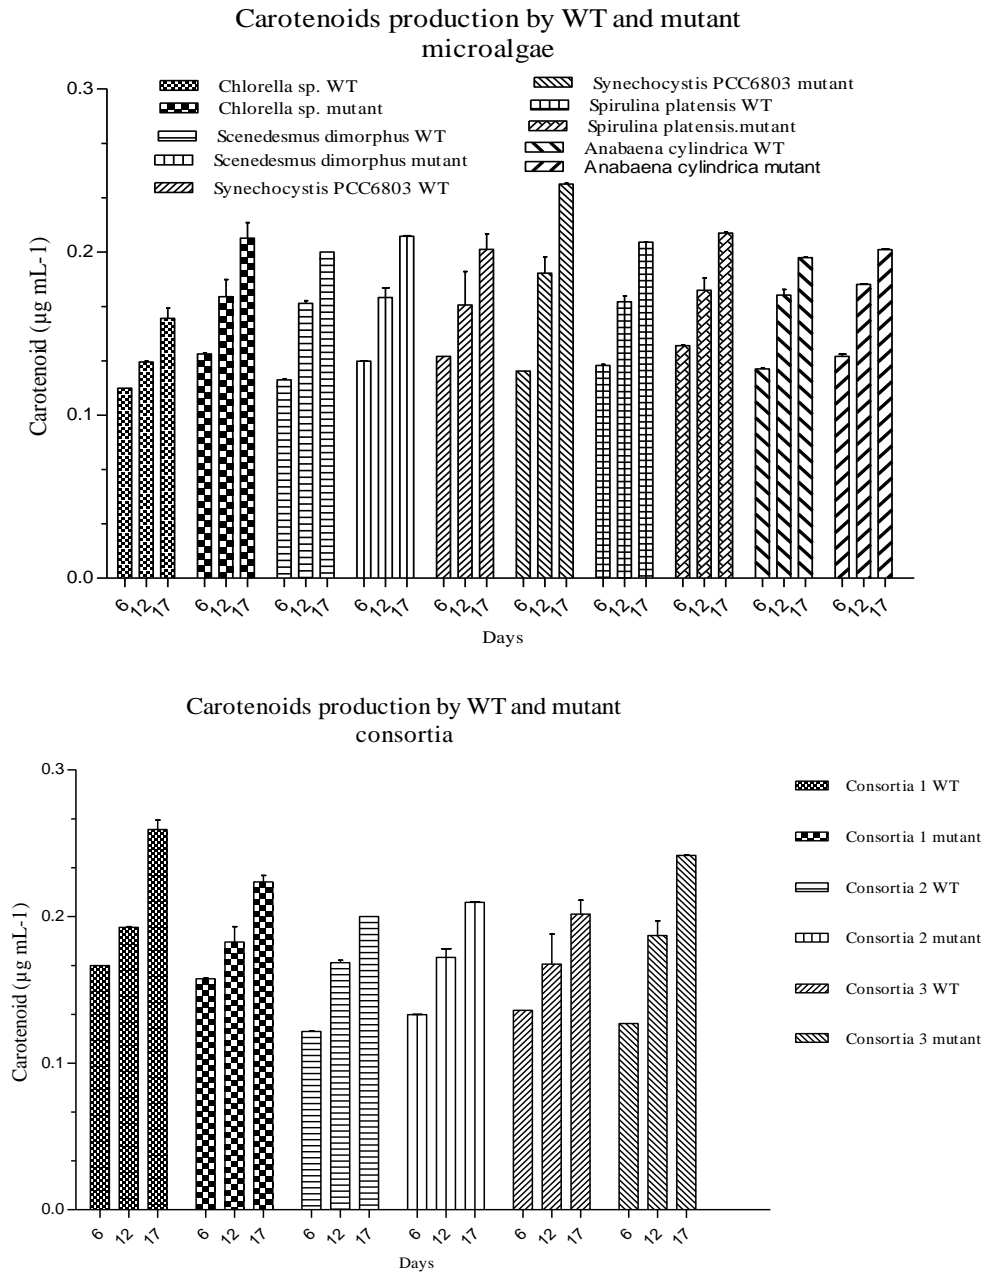 Carotenoids production by WT and mutant
microalgae
Chlorella sp. WT
Chlorella sp. mutant
Scenedesmus dimorphus WT
Scenedesmus dimorphus mutant
Synechocystis PCC6803 WT
Synechocystis PCC6803 mutant
Spirulina platensis WT
Spirulina platensis.mutant
Anabaena cylindrica WT
Anabaena cylindrica mutant
Carotenoid (µg mL-1)
0.3
0.2
0.1
0.0
6 12 17 6 12 17 6 12 17 6 12 17 6 12 17 6 12 17 6 12 17 6 12 17 6 12 17 6 12 17
Days
Carotenoids production by WT and mutant
consortia
Carotenoid (µg mL-1)
0.3
0.2
0.1
0.0
6 12 17 6 12 17 6 12 17 6 12 17 6 12 17 6 12 17
Days
Consortia 1 WT
Consortia 1 mutant
Consortia 2 WT
Consortia 2 mutant
Consortia 3 WT
Consortia 3 mutant